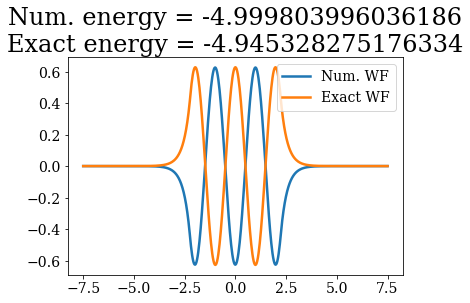 Num. energy = -4.999803996036186
Exact energy = -4.945328275176334
Num. WF
Exact WF
0.6
0.4
0.2
0.0
−0.2
−0.4
−0.6
−7.5 −5.0 −2.5 0.0 2.5 5.0 7.5